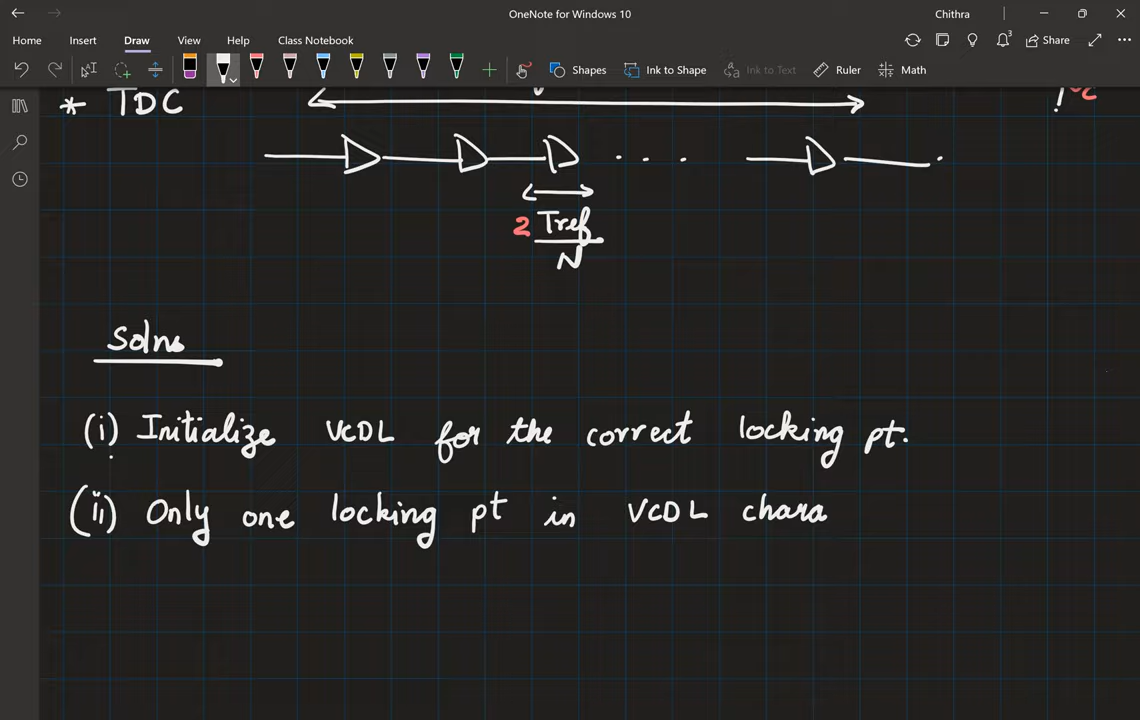 OneNote for Windows 10
Chithra
Home Insert Draw View Help Class Notebook
3
Share
Shapes
Ink to Shape
Ink to Text
Ruler
Math
* TDC
2 Tref
N
Solns
(i) Initialize VCDL for the correct locking pt.
(ii) Only one locking pt in VCDL chara